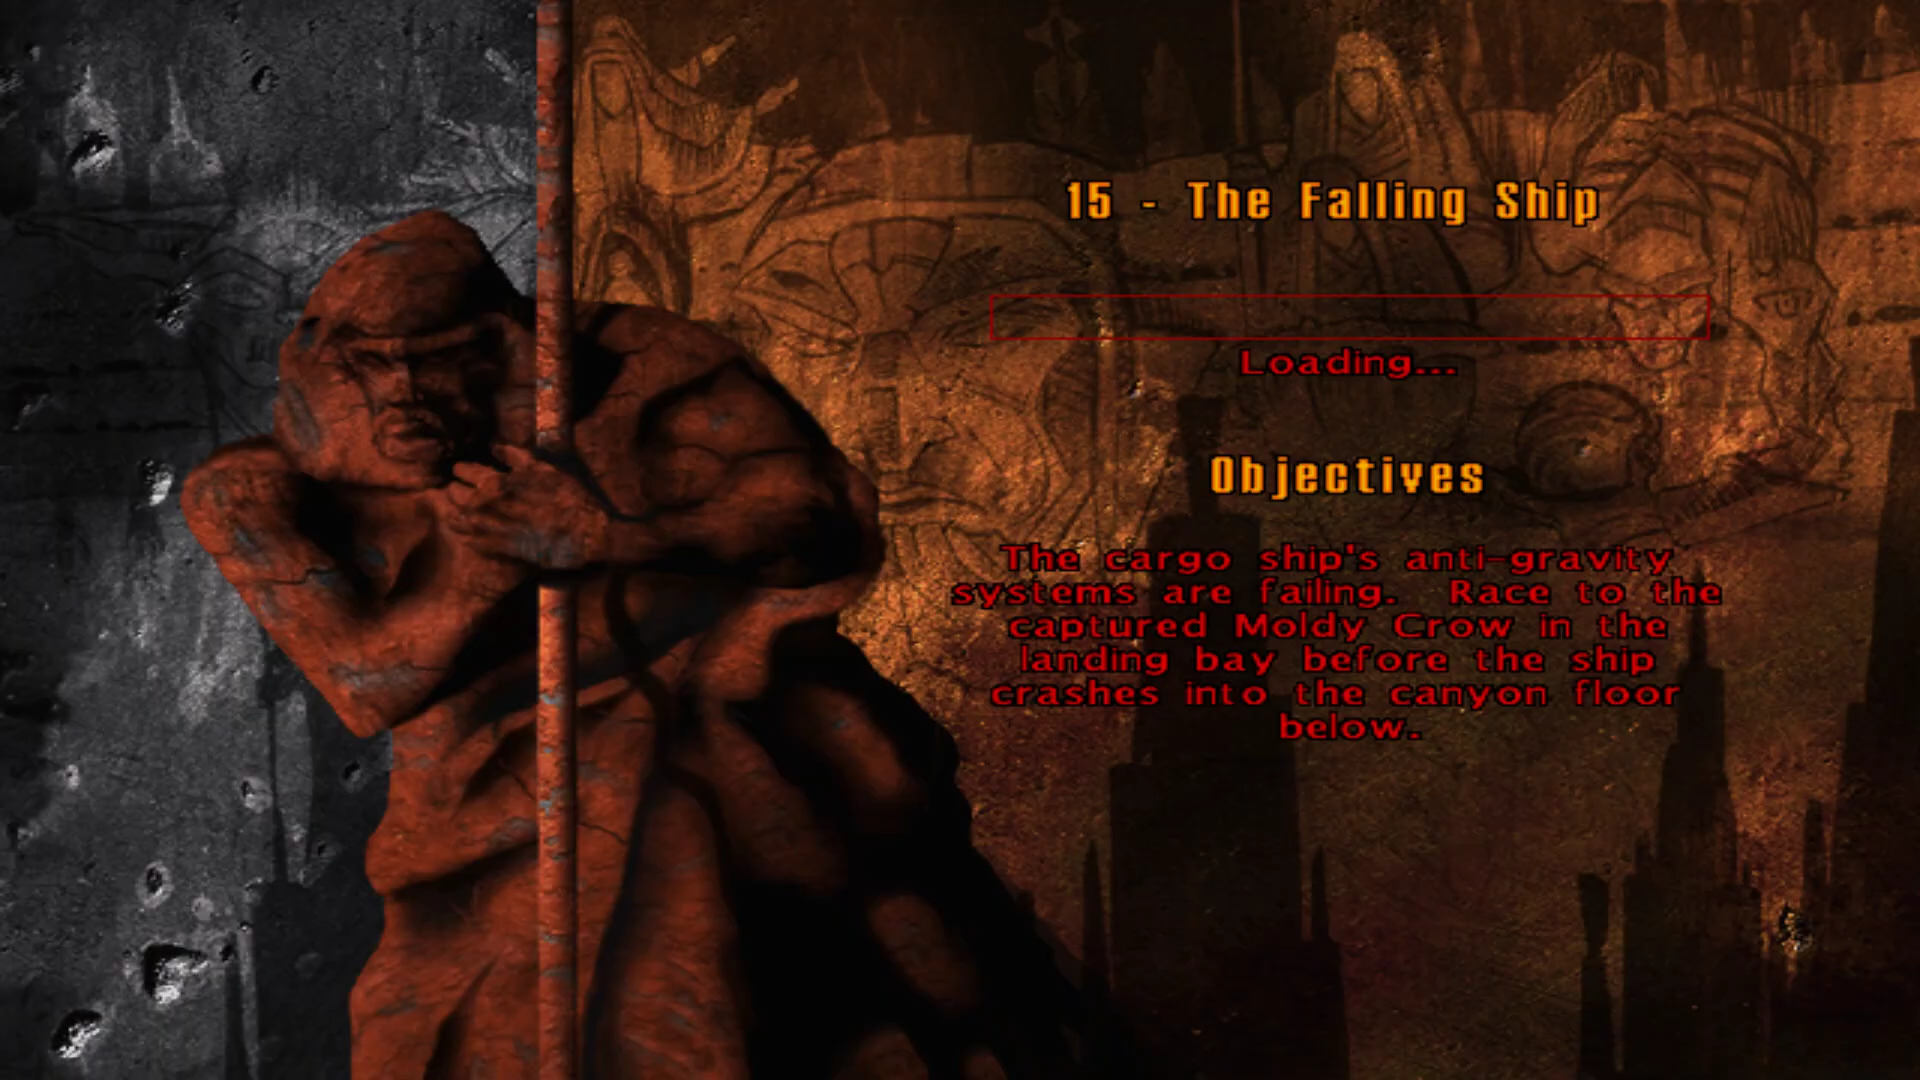 15 - The Falling Ship
Loading...
Objectives
The cargo ship's anti-gravity
systems are failing.  Race to the
captured Moldy Crow in the
landing bay before the ship
crashes into the canyon floor
below.